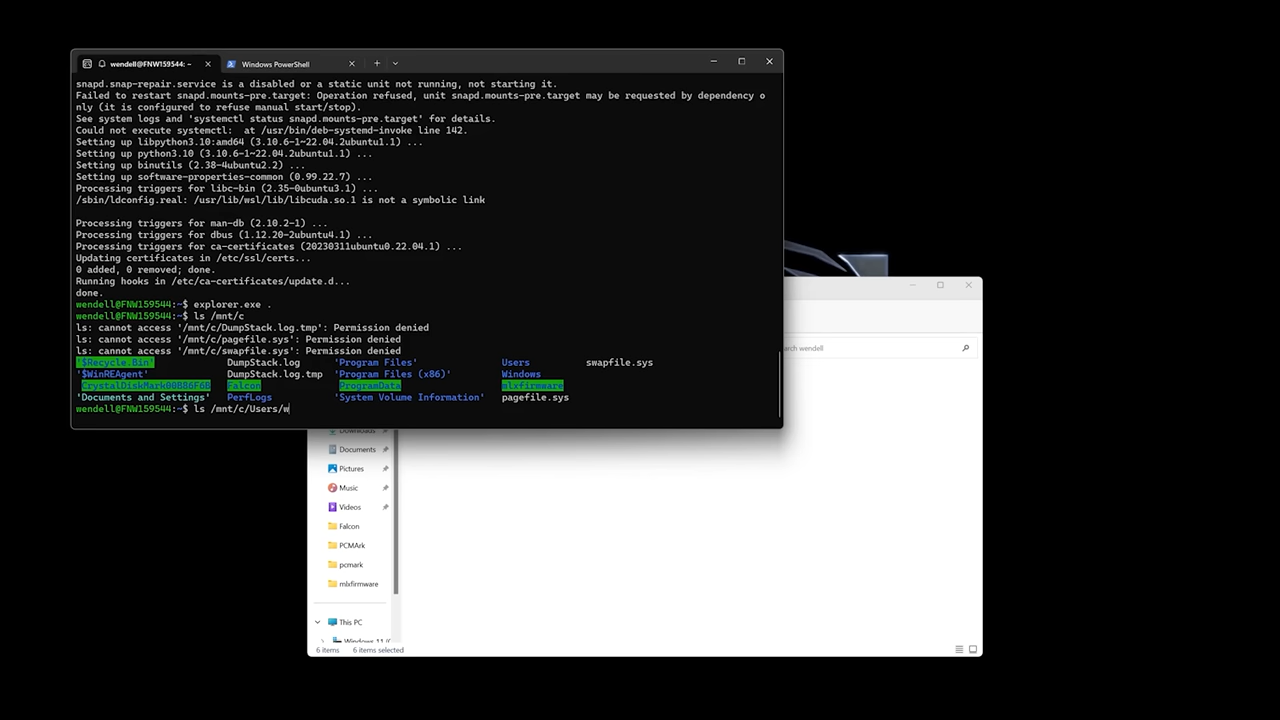 wendell@FNW159544: ~
Windows PowerShell
snapd.snap-repair.service is a disabled or a static unit not running, not starting it.
Failed to restart snapd.mounts-pre.target: Operation refused, unit snapd.mounts-pre.target may be requested by dependency o
nly (it is configured to refuse manual start/stop).
See system logs and 'systemctl status snapd.mounts-pre.target' for details.
Could not execute systemctl:  at /usr/bin/deb-systemd-invoke line 142.
Setting up libpython3.10:amd64 (3.10.6-1~22.04.2ubuntu1.1) ...
Setting up python3.10 (3.10.6-1~22.04.2ubuntu1.1) ...
Setting up binutils (2.38-4ubuntu2.2) ...
Setting up software-properties-common (0.99.22.7) ...
Processing triggers for libc-bin (2.35-0ubuntu3.1) ...
/sbin/ldconfig.real: /usr/lib/wsl/lib/libcuda.so.1 is not a symbolic link
Processing triggers for man-db (2.10.2-1) ...
Processing triggers for dbus (1.12.20-2ubuntu4.1) ...
Processing triggers for ca-certificates (20230311ubuntu0.22.04.1) ...
Updating certificates in /etc/ssl/certs...
0 added, 0 removed; done.
Running hooks in /etc/ca-certificates/update.d...
done.
wendell@FNW159544:~$ explorer.exe .
wendell@FNW159544:~$ ls /mnt/c
ls: cannot access '/mnt/c/DumpStack.log.tmp': Permission denied
ls: cannot access '/mnt/c/pagefile.sys': Permission denied
ls: cannot access '/mnt/c/swapfile.sys': Permission denied
'$Recycle.Bin' DumpStack.log 'Program Files' Users swapfile.sys
'$WinREAgent' DumpStack.log.tmp 'Program Files (x86)' Windows
CrystalDiskMark00B86F6B Falcon ProgramData mlxfirmware
'Documents and Settings' PerfLogs 'System Volume Information' pagefile.sys
wendell@FNW159544:~$ ls /mnt/c/Users/w
arch wendell
Downloads
Documents
Pictures
Music
Videos
Falcon
PCMArk
pcmark
mlxfirmware
This PC
Windows 11 (C
6 items 6 items selected